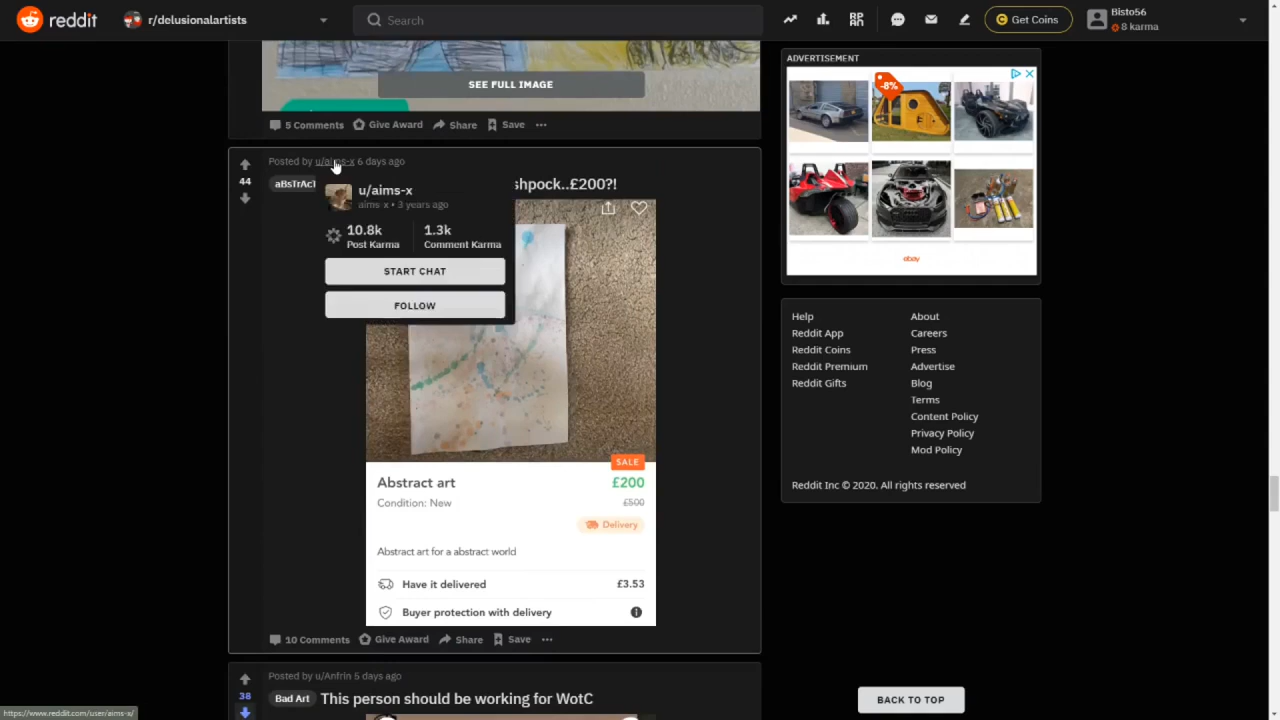 reddit
r/delusionalartists
Search
Get Coins
Bisto56
8 karma
SEE FULL IMAGE
5 Comments Give Award Share Save
Posted by u/aims-x 6 days ago
44
aBsTrAcT
shpock..£200?!
u/aims-x
aims-x • 3 years ago
10.8k 1.3k
Post Karma Comment Karma
START CHAT
FOLLOW
SALE
Abstract art £200
Condition: New £500
Delivery
Abstract art for a abstract world
Have it delivered £3.53
Buyer protection with delivery
10 Comments Give Award Share Save
Posted by u/Anfrin 5 days ago
38
Bad Art This person should be working for WotC
ADVERTISEMENT
-8%
ebay
Help About
Reddit App Careers
Reddit Coins Press
Reddit Premium Advertise
Reddit Gifts Blog
Terms
Content Policy
Privacy Policy
Mod Policy
Reddit Inc © 2020. All rights reserved
BACK TO TOP
https://www.reddit.com/user/aims-x/